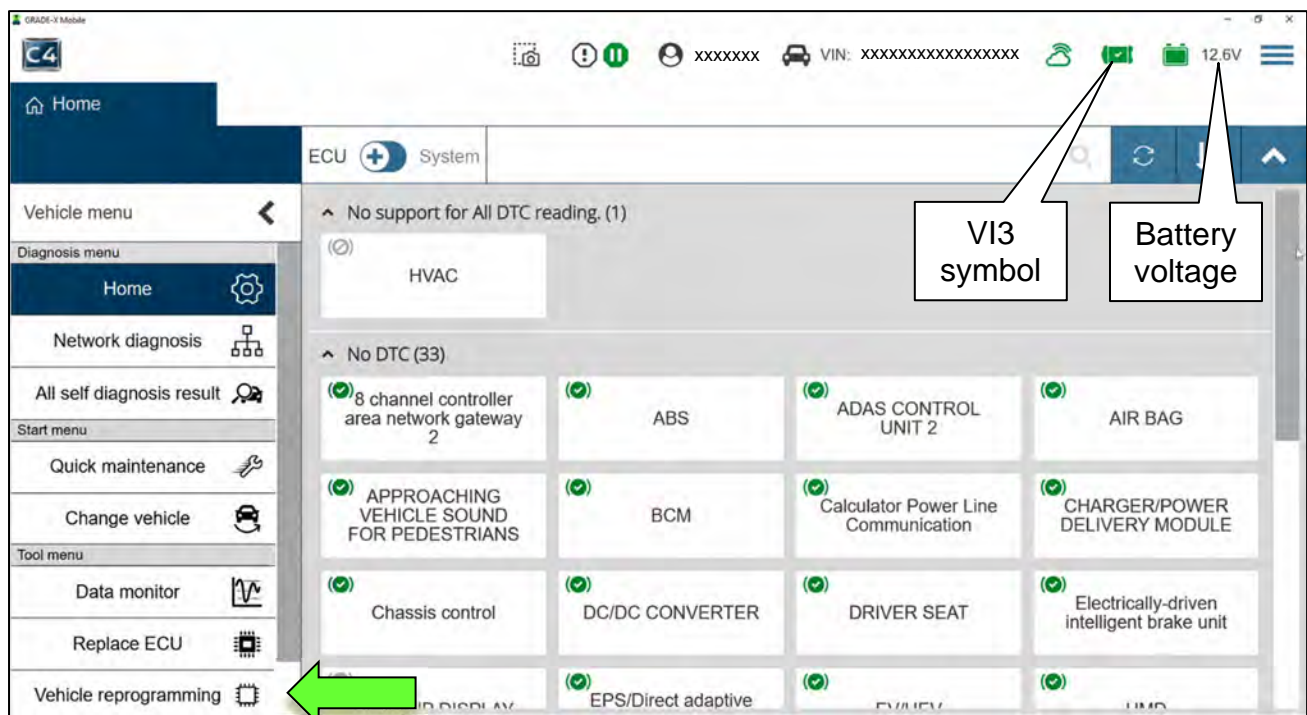 GRADE-X Mobile
C4
xxxxxxx
VIN: xxxxxxxxxxxxxxxxx
12.6V
Home
ECU
System
Vehicle menu
No support for All DTC reading. (1)
VI3
symbol
Battery
voltage
Diagnosis menu
HVAC
Home
Network diagnosis
No DTC (33)
All self diagnosis result
8 channel controller
area network gateway
2
ABS
ADAS CONTROL
UNIT 2
AIR BAG
Start menu
Quick maintenance
APPROACHING
VEHICLE SOUND
FOR PEDESTRIANS
BCM
Calculator Power Line
Communication
CHARGER/POWER
DELIVERY MODULE
Change vehicle
Tool menu
Data monitor
Chassis control
DC/DC CONVERTER
DRIVER SEAT
Electrically-driven
intelligent brake unit
Replace ECU
Vehicle reprogramming
EPS/Direct adaptive